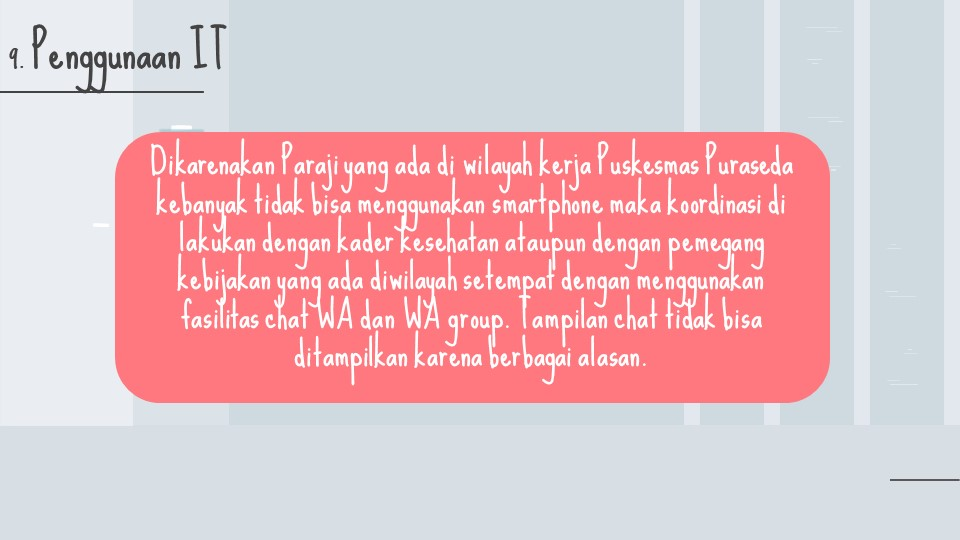 9. Penggunaan IT
Dikarenakan Paraji yang ada di wilayah kerja Puskesmas Puraseda
kebanyak tidak bisa menggunakan smartphone maka koordinasi di
lakukan dengan kader kesehatan ataupun dengan pemegang
kebijakan yang ada diwilayah setempat dengan menggunakan
fasilitas chat WA dan WA group. Tampilan chat tidak bisa
ditampilkan karena berbagai alasan.